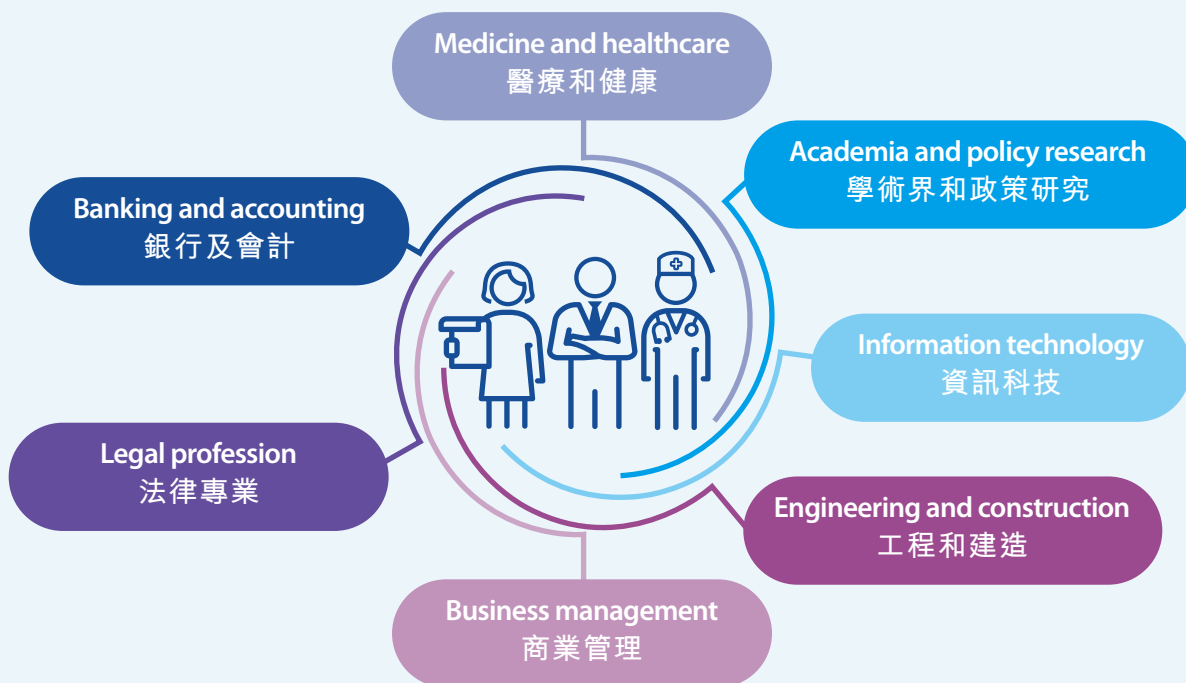 Medicine and healthcare
醫療和健康
Academia and policy research
學術界和政策研究
Banking and accounting
銀行及會計
Information technology
資訊科技
Legal profession
法律專業
Engineering and construction
工程和建造
Business management
商業管理